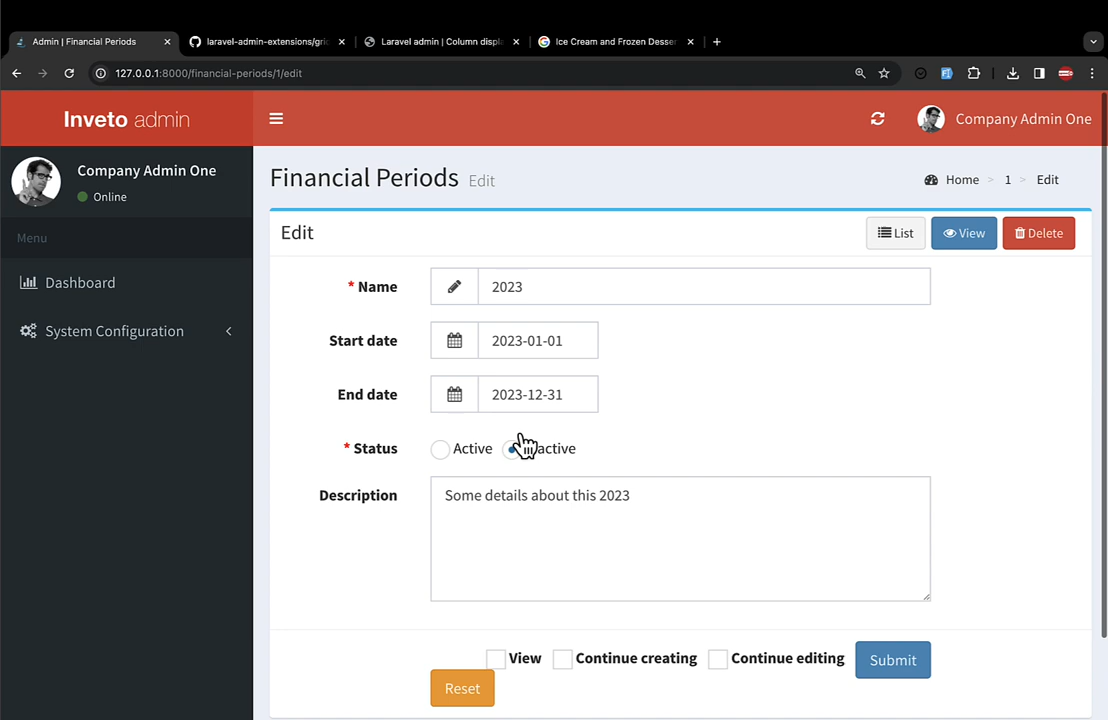 Admin | Financial Periods
laravel-admin-extensions/gric
Laravel admin | Column displa
Ice Cream and Frozen Desser
127.0.0.1:8000/financial-periods/1/edit
Inveto admin
Company Admin One
Company Admin One
Online
Menu
Dashboard
System Configuration
Financial Periods Edit
Home > 1 > Edit
Edit
List
View
Delete
* Name 2023
Start date 2023-01-01
End date 2023-12-31
* Status Active active
Description Some details about this 2023
View Continue creating Continue editing Submit
Reset